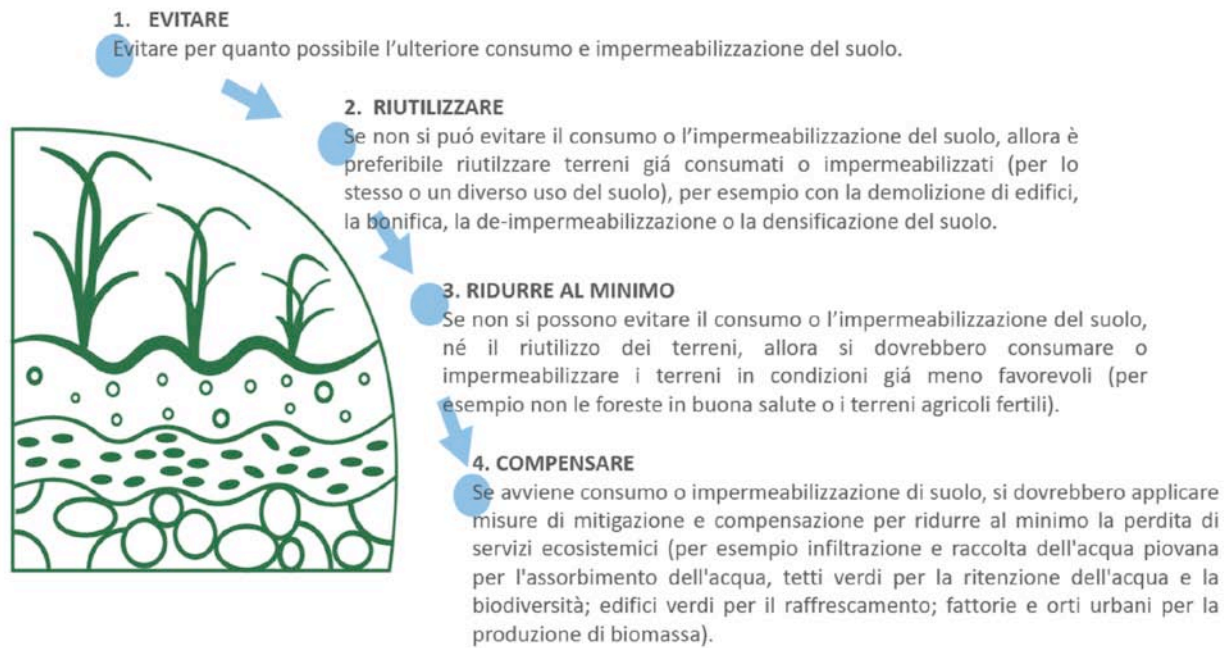 1. EVITARE
Evitare per quanto possibile l'ulteriore consumo e impermeabilizzazione del suolo.
2. RIUTILIZZARE
Se non si puó evitare il consumo o l'impermeabilizzazione del suolo, allora è
preferibile riutilzzare terreni giá consumati o impermeabilizzati (per lo
stesso o un diverso uso del suolo), per esempio con la demolizione di edifici,
la bonifica, la de-impermeabilizzazione o la densificazione del suolo.
3. RIDURRE AL MINIMO
Se non si possono evitare il consumo o l'impermeabilizzazione del suolo,
né il riutilizzo dei terreni, allora si dovrebbero consumare o
impermeabilizzare i terreni in condizioni giá meno favorevoli (per
esempio non le foreste in buona salute o i terreni agricoli fertili).
4. COMPENSARE
Se avviene consumo o impermeabilizzazione di suolo, si dovrebbero applicare
misure di mitigazione e compensazione per ridurre al minimo la perdita di
servizi ecosistemici (per esempio infiltrazione e raccolta dell'acqua piovana
per l'assorbimento dell'acqua, tetti verdi per la ritenzione dell'acqua e la
biodiversità; edifici verdi per il raffrescamento; fattorie e orti urbani per la
produzione di biomassa).